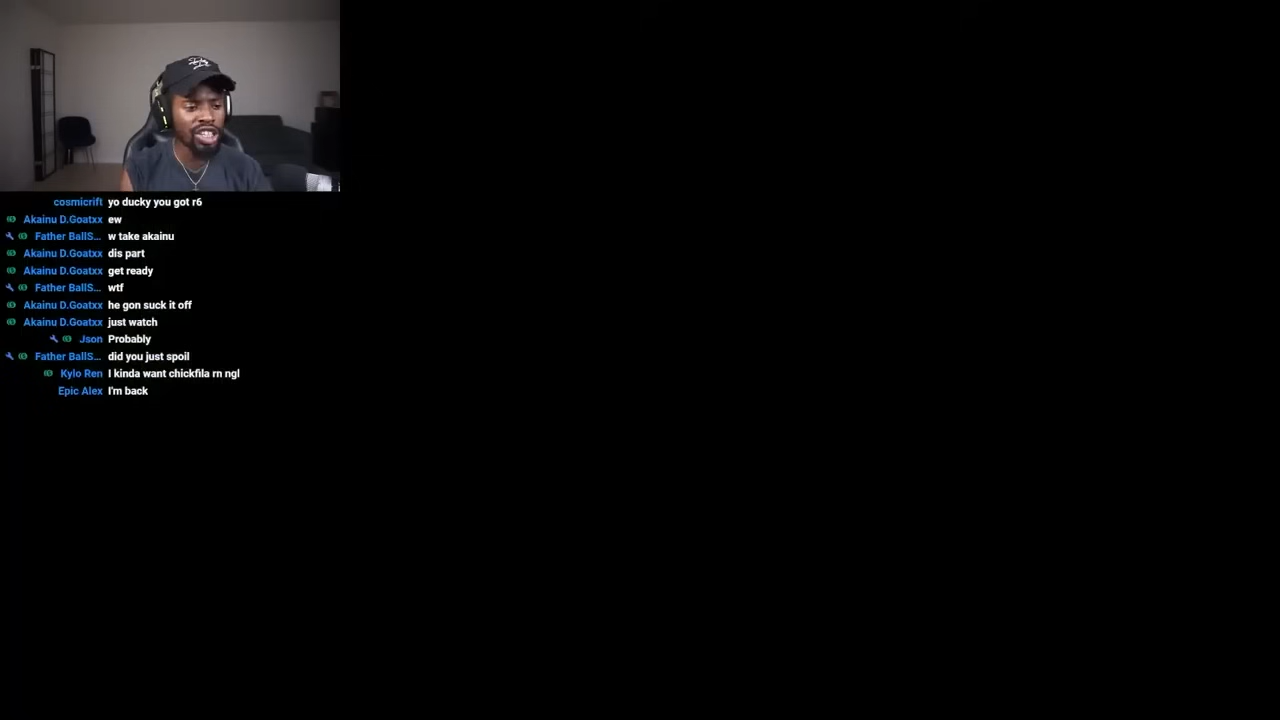 cosmicrift yo ducky you got r6
Akainu D.Goatxx ew
Father BallS... w take akainu
Akainu D.Goatxx dis part
Akainu D.Goatxx get ready
Father BallS... wtf
Akainu D.Goatxx he gon suck it off
Akainu D.Goatxx just watch
Json Probably
Father BallS... did you just spoil
Kylo Ren I kinda want chickfila rn ngl
Epic Alex I'm back